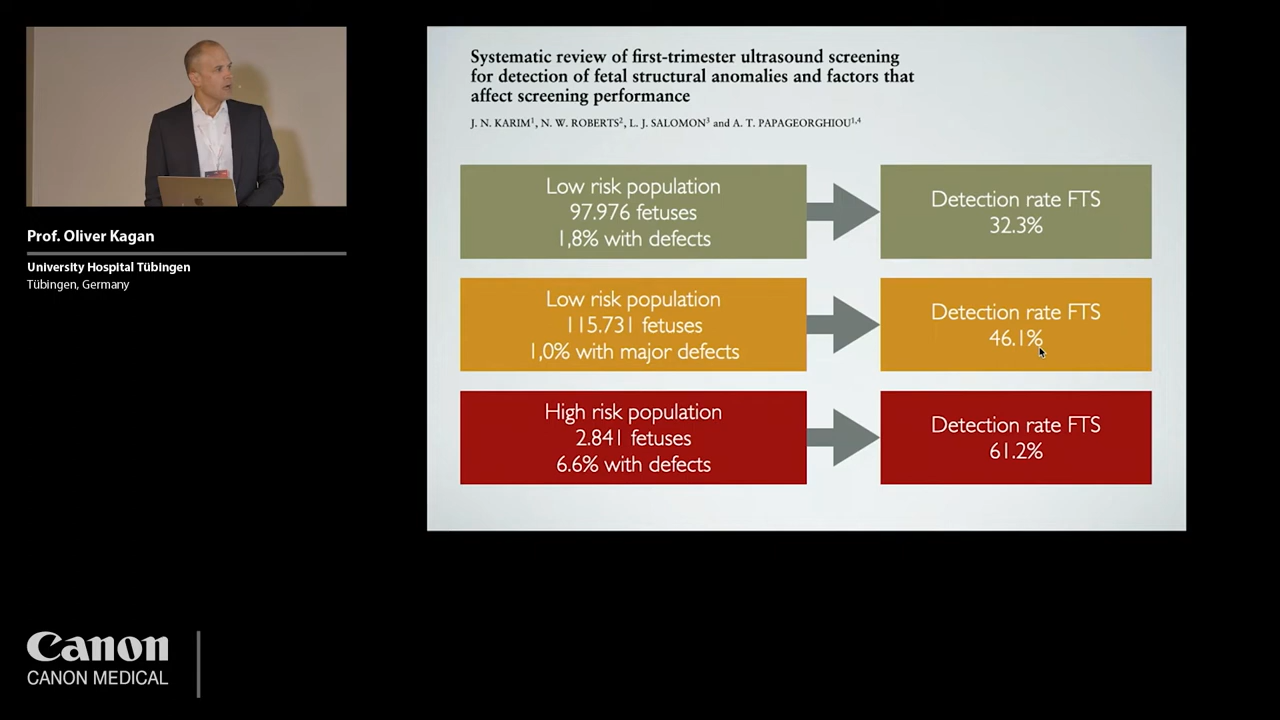 Systematic review of first-trimester ultrasound screening
for detection of fetal structural anomalies and factors that
affect screening performance
J. N. KARIM1, N. W. ROBERTS2, L. J. SALOMON3 and A. T. PAPAGEORGHIOU1,4
Low risk population
97.976 fetuses
1,8% with defects
Detection rate FTS
32.3%
Low risk population
115.731 fetuses
1,0% with major defects
Detection rate FTS
46.1%
High risk population
2.841 fetuses
6.6% with defects
Detection rate FTS
61.2%
Prof. Oliver Kagan
University Hospital Tübingen
Tübingen, Germany
Canon
CANON MEDICAL